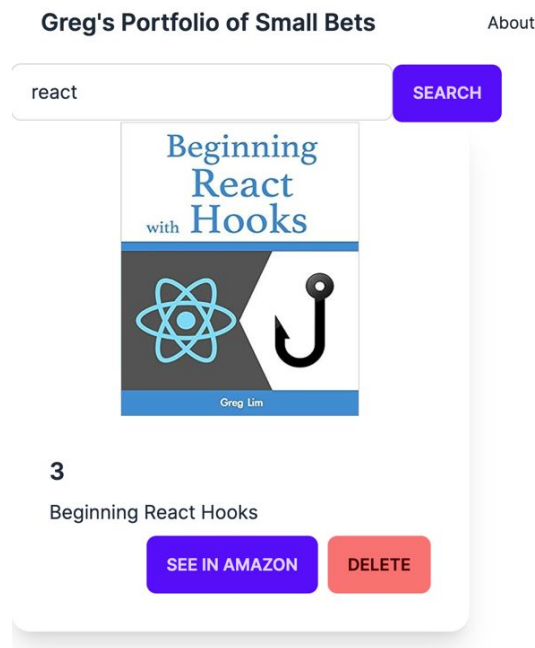 Greg's Portfolio of Small Bets
About
react
SEARCH
Beginning
React
with Hooks
Greg Lim
3
Beginning React Hooks
SEE IN AMAZON
DELETE